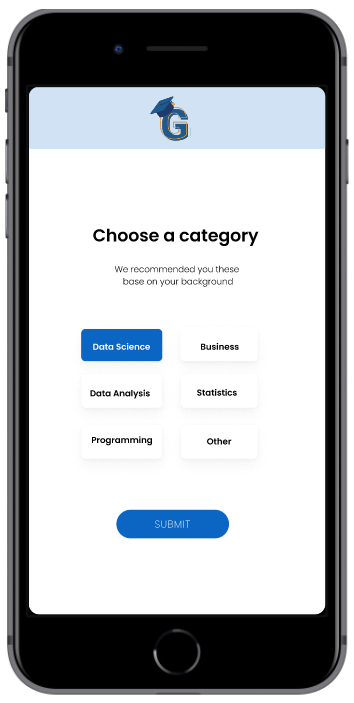 G
Choose a category
We recommended you these
base on your background
Data Science
Business
Data Analysis
Statistics
Programming
Other
SUBMIT